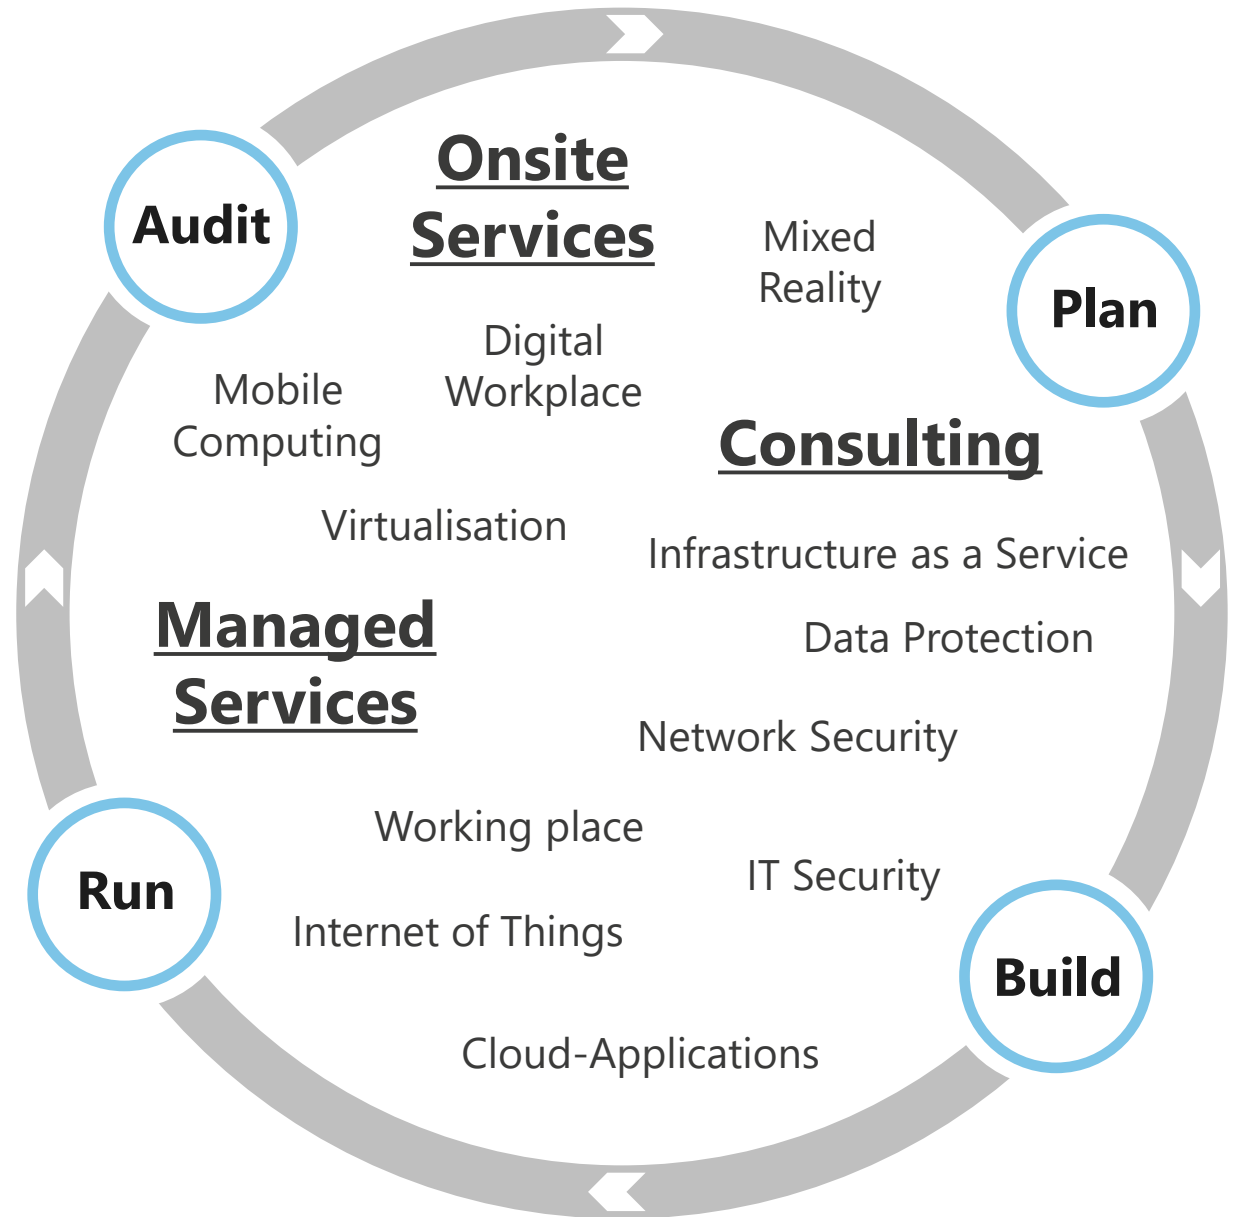 Onsite
Services
Audit
Mixed
Reality
Plan
Digital
Workplace
Mobile
Computing
Consulting
Virtualisation
Infrastructure as a Service
Managed
Services
Data Protection
Network Security
Working place
IT Security
Run
Internet of Things
Build
Cloud-Applications